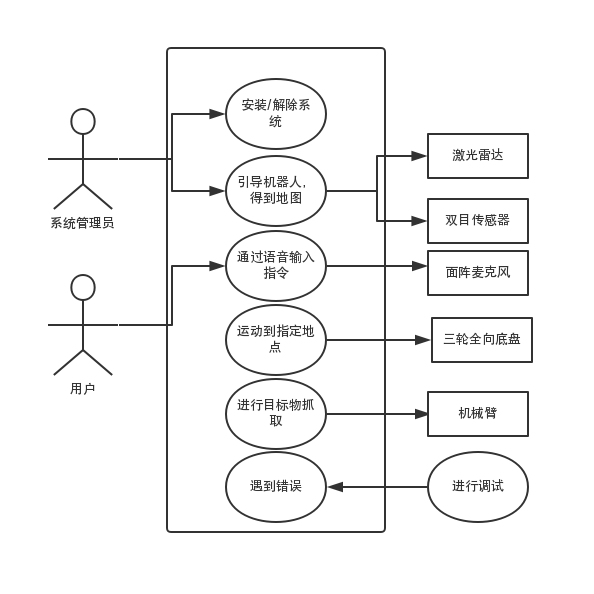 安装/解除系
统
引导机器人,
得到地图
通过语音输入
指令
运动到指定地
点
进行目标物抓
取
遇到错误
系统管理员
用户
激光雷达
双目传感器
面阵麦克风
三轮全向底盘
机械臂
进行调试